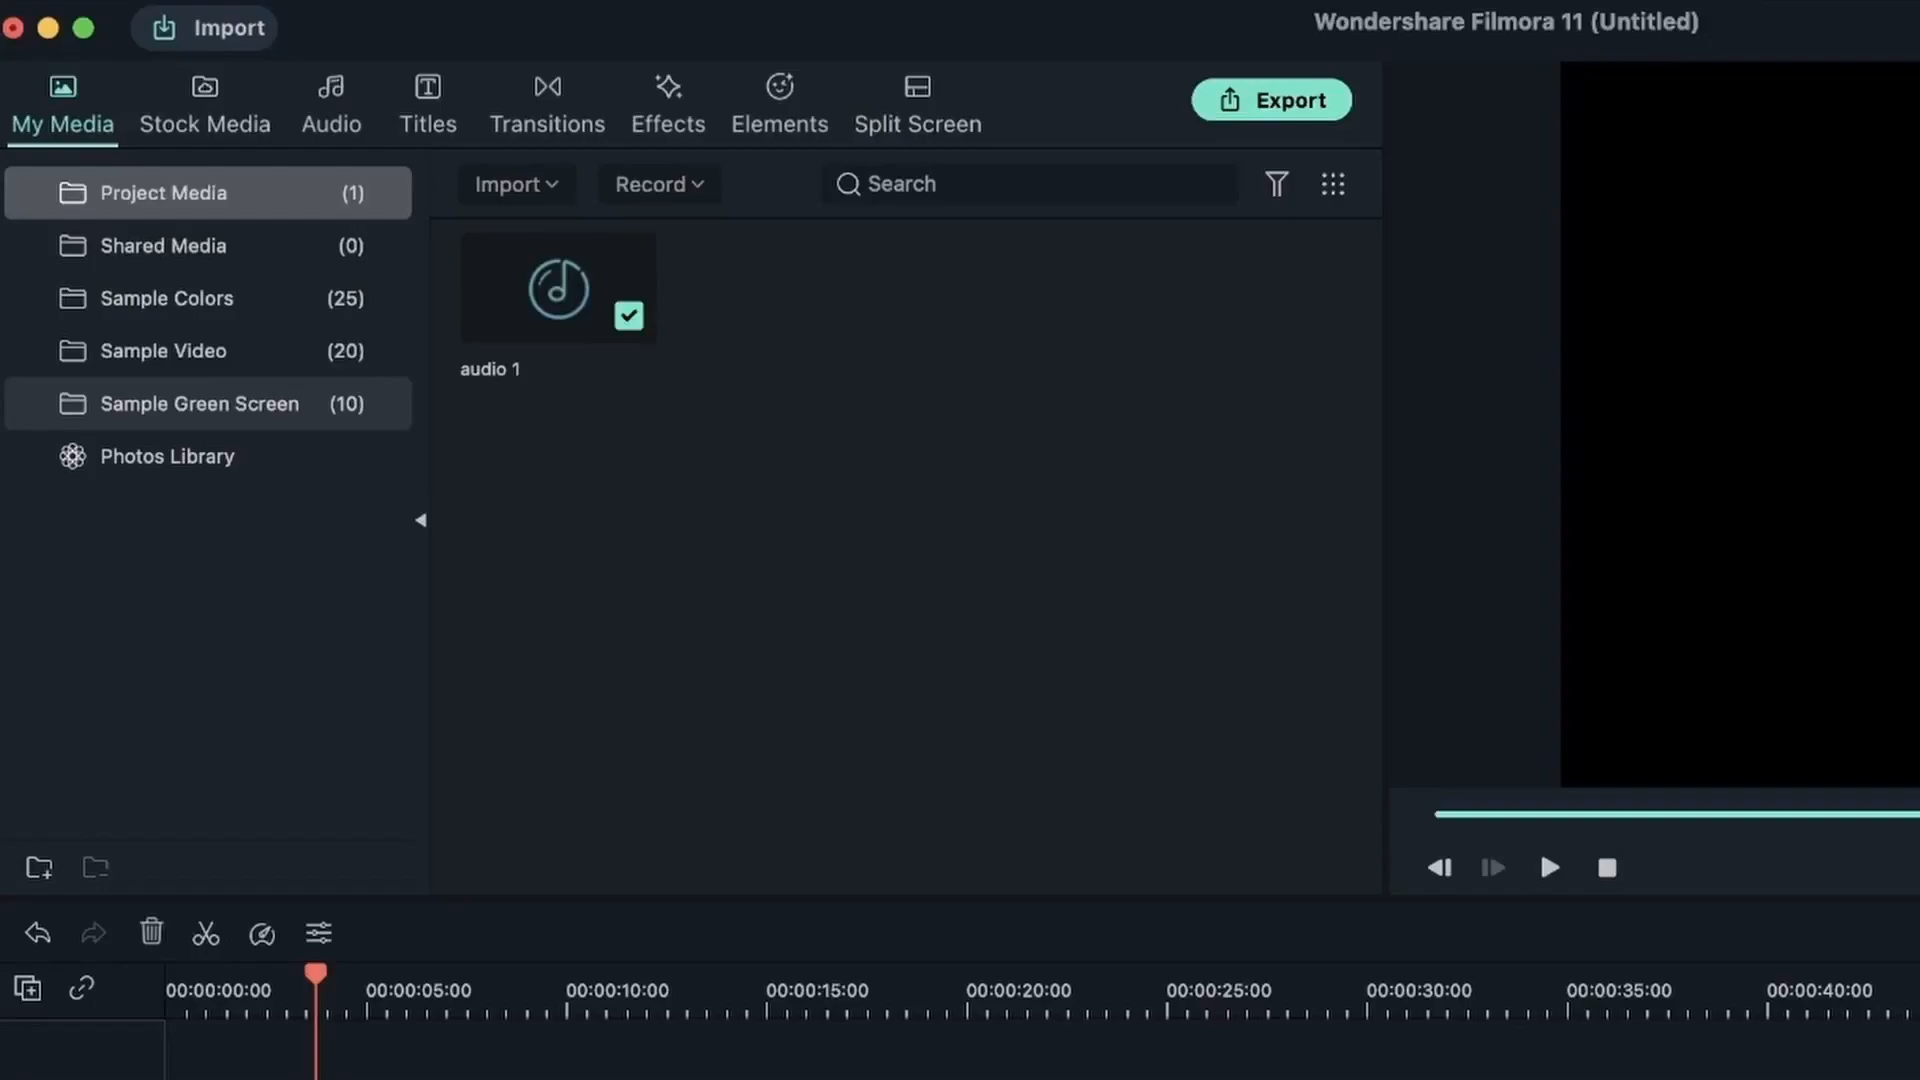 Import
Wondershare Filmora 11 (Untitled)
My Media
Stock Media
Audio
Titles
Transitions
Effects
Elements
Split Screen
Export
Project Media (1)
Shared Media (0)
Sample Colors (25)
Sample Video (20)
Sample Green Screen (10)
Photos Library
Import
Record
Search
audio 1
00:00:00:00
00:00:05:00
00:00:10:00
00:00:15:00
00:00:20:00
00:00:25:00
00:00:30:00
00:00:35:00
00:00:40:00